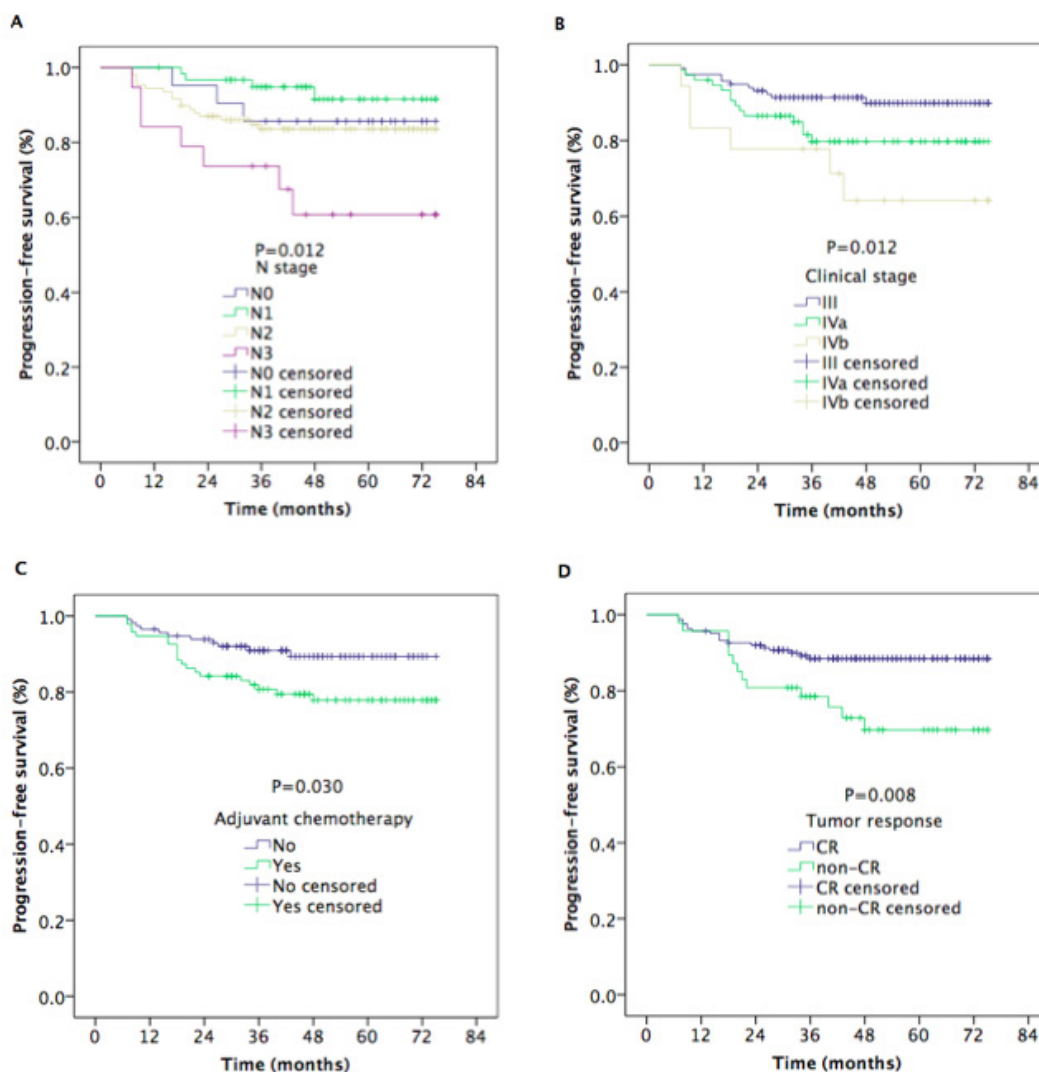 A
Progression-free survival (%)
1.0
0.8
0.6
0.4
0.2
0.0
P=0.012
N stage
N0
N1
N2
N3
N0 censored
N1 censored
N2 censored
N3 censored
0 12 24 36 48 60 72 84
Time (months)
B
Progression-free survival (%)
1.0
0.8
0.6
0.4
0.2
0.0
P=0.012
Clinical stage
III
IVa
IVb
III censored
IVa censored
IVb censored
0 12 24 36 48 60 72 84
Time (months)
C
Progression-free survival (%)
1.0
0.8
0.6
0.4
0.2
0.0
P=0.030
Adjuvant chemotherapy
No
Yes
No censored
Yes censored
0 12 24 36 48 60 72 84
Time (months)
D
Progression-free survival (%)
1.0
0.8
0.6
0.4
0.2
0.0
P=0.008
Tumor response
CR
non-CR
CR censored
non-CR censored
0 12 24 36 48 60 72 84
Time (months)